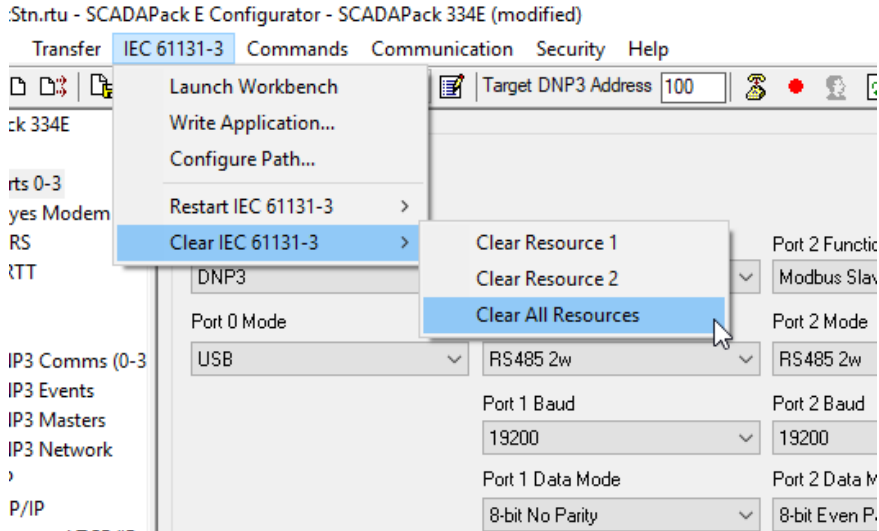 :Stn.rtu - SCADAPack E Configurator - SCADAPack 334E (modified)
Transfer IEC 61131-3 Commands Communication Security Help
Target DNP3 Address 100
Launch Workbench
Write Application...
Configure Path...
Restart IEC 61131-3
Clear IEC 61131-3
Clear Resource 1
Clear Resource 2
Clear All Resources
ck 334E
rts 0-3
yes Modem
RS
RTT
IP3 Comms (0-3
IP3 Events
IP3 Masters
IP3 Network
P/IP
Port 2 Functio
DNP3
Modbus Slav
Port 0 Mode
Port 2 Mode
USB
RS485 2w
RS485 2w
Port 1 Baud
Port 2 Baud
19200
19200
Port 1 Data Mode
Port 2 Data M
8-bit No Parity
8-bit Even Pa